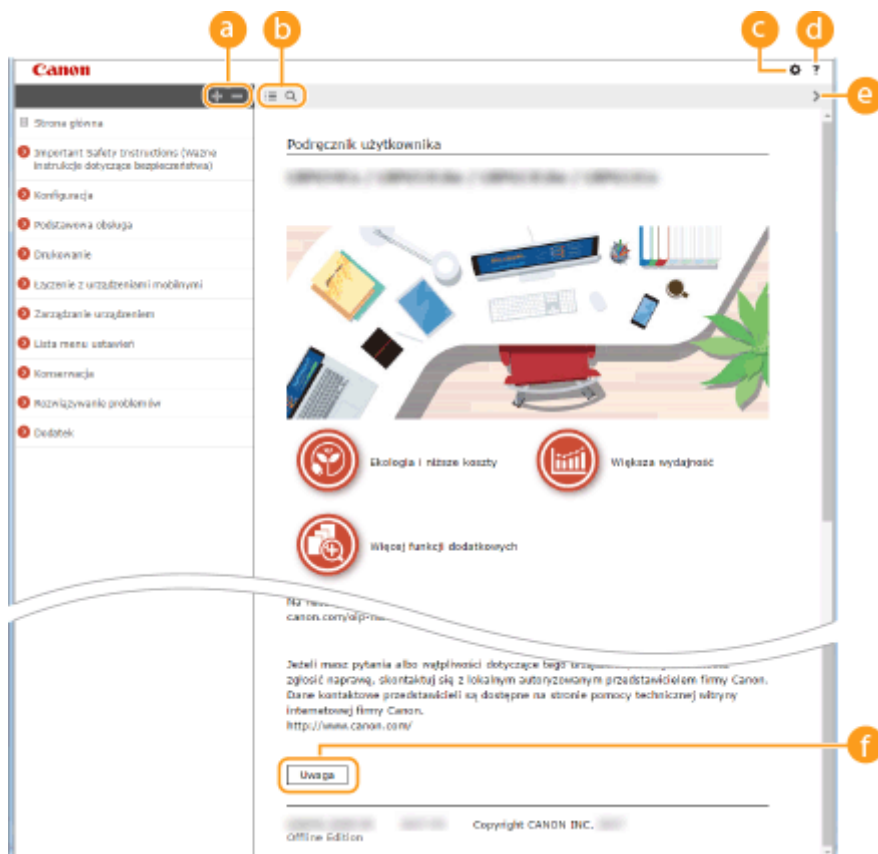 a
b
c
d
Canon
?
e
Strona główna
Podręcznik użytkownika
Important Safety Instructions (Ważne
instrukcje dotyczące bezpieczeństwa)
Konfiguracja
Podstawowa obsługa
Drukowanie
Łączenie z urządzeniami mobilnymi
Zarządzanie urządzeniem
Lista menu ustawień
Konserwacja
Rozwiązywanie problemów
Dodatek
Ekologia i niższe koszty
Większa wydajność
Więcej funkcji dodatkowych
Na
canon.com/oip-
Jeżeli masz pytania albo wątpliwości dotyczące tego
zgłosić naprawę, skontaktuj się z lokalnym autoryzowanym przedstawicielem firmy Canon.
Dane kontaktowe przedstawicieli są dostępne na stronie pomocy technicznej witryny
internetowej firmy Canon.
http://www.canon.com/
f
Uwaga
Copyright CANON INC.
Offline Edition